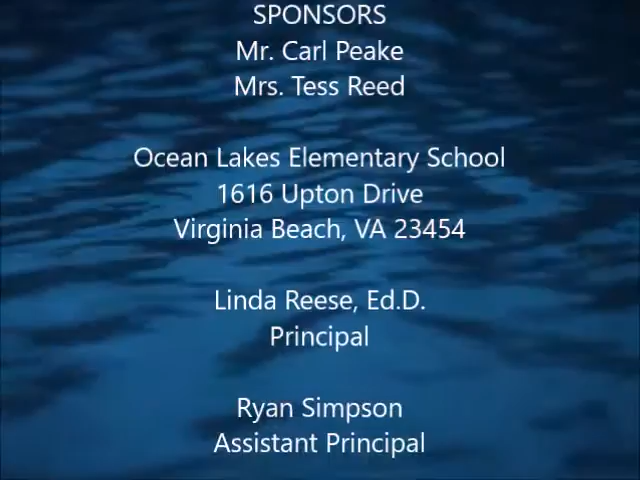 SPONSORS
Mr. Carl Peake
Mrs. Tess Reed
Ocean Lakes Elementary School
1616 Upton Drive
Virginia Beach, VA 23454
Linda Reese, Ed.D.
Principal
Ryan Simpson
Assistant Principal